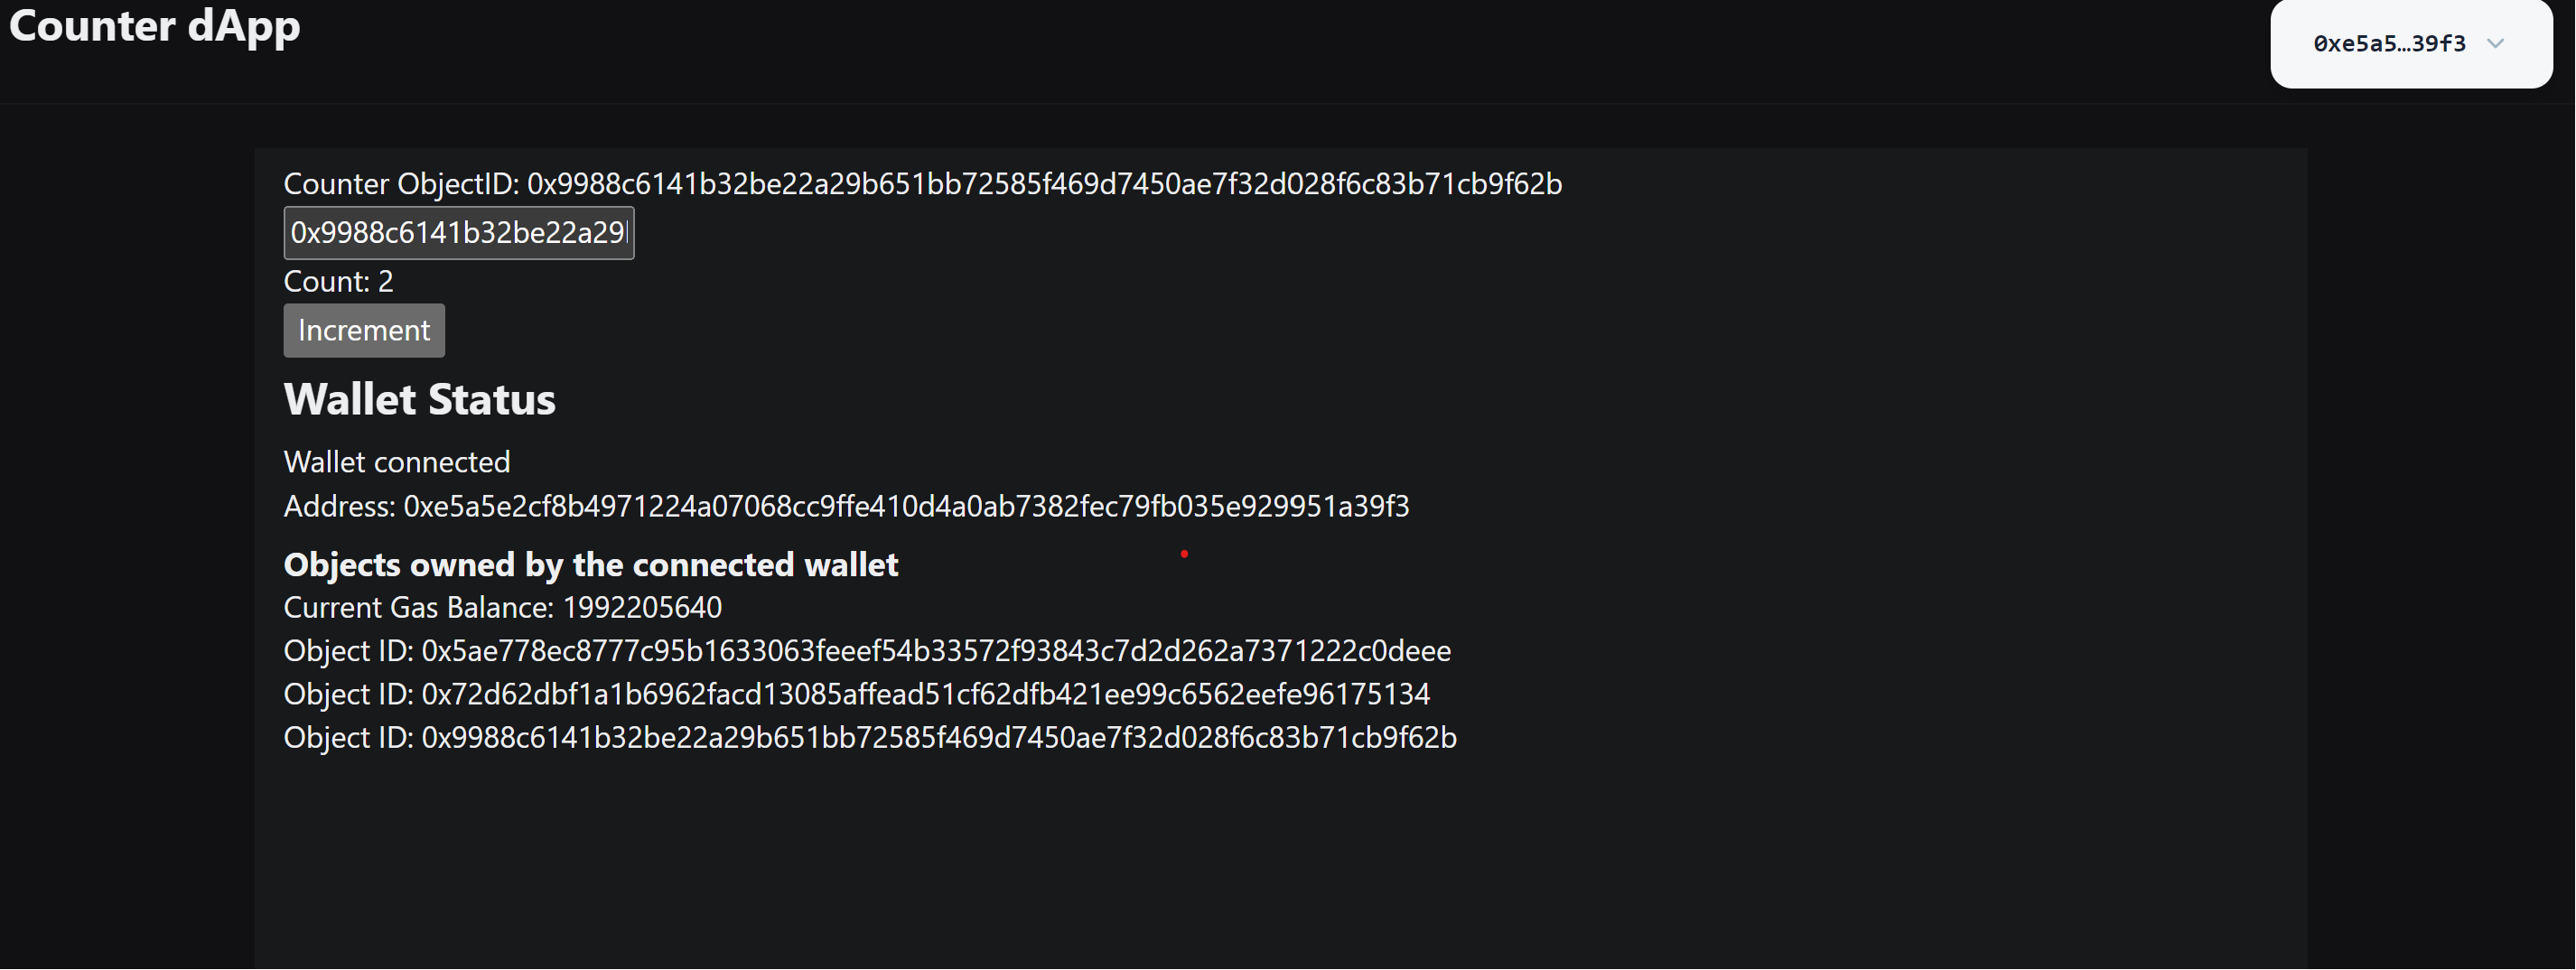 Counter dApp
0xe5a5…39f3
Counter ObjectID: 0x9988c6141b32be22a29b651bb72585f469d7450ae7f32d028f6c83b71cb9f62b
0x9988c6141b32be22a29
Count: 2
Increment
Wallet Status
Wallet connected
Address: 0xe5a5e2cf8b4971224a07068cc9ffe410d4a0ab7382fec79fb035e929951a39f3
Objects owned by the connected wallet
Current Gas Balance: 1992205640
Object ID: 0x5ae778ec8777c95b1633063feeef54b33572f93843c7d2d262a7371222c0deee
Object ID: 0x72d62dbf1a1b6962facd13085affead51cf62dfb421ee99c6562eefe96175134
Object ID: 0x9988c6141b32be22a29b651bb72585f469d7450ae7f32d028f6c83b71cb9f62b